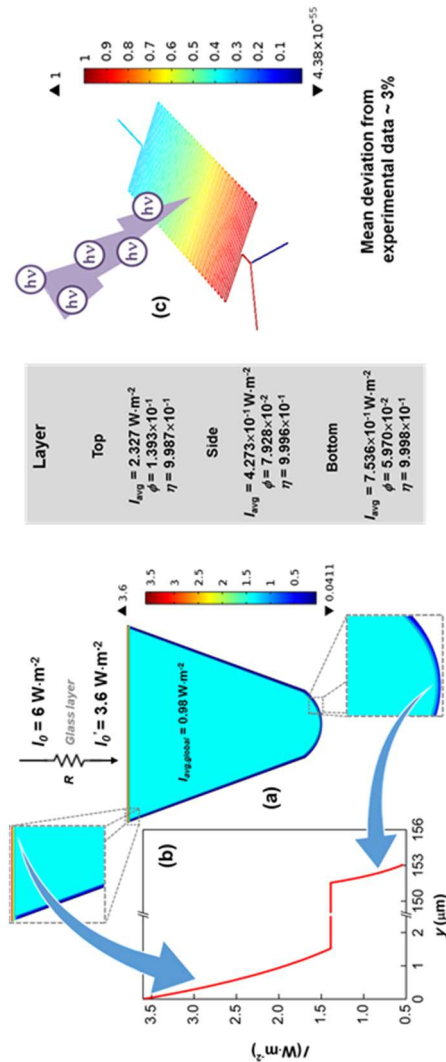 I₀ = 6 W·m⁻²
R
Glass layer
I₀' = 3.6 W·m⁻²
(b)
3.5
3.0
2.5
2.0
1.5
1.0
0.5
I (W·m⁻²)
0
1
2
150
153
156
y (μm)
I_avg,global = 0.98 W·m⁻²
(a)
▲ 3.6
3.5
3
2.5
2
1.5
1
0.5
▼ 0.0411
Layer
Top
I_avg = 2.327 W·m⁻²
ϕ = 1.393×10⁻¹
η = 9.987×10⁻¹
Side
I_avg = 4.273×10⁻¹ W·m⁻²
ϕ = 7.928×10⁻²
η = 9.996×10⁻¹
Bottom
I_avg = 7.536×10⁻¹ W·m⁻²
ϕ = 5.970×10⁻²
η = 9.998×10⁻¹
hν
hν
hν
hν
hν
hν
(c)
▲ 1
1
0.9
0.8
0.7
0.6
0.5
0.4
0.3
0.2
0.1
▼ 4.38×10⁻⁵⁵
Mean deviation from
experimental data ~ 3%